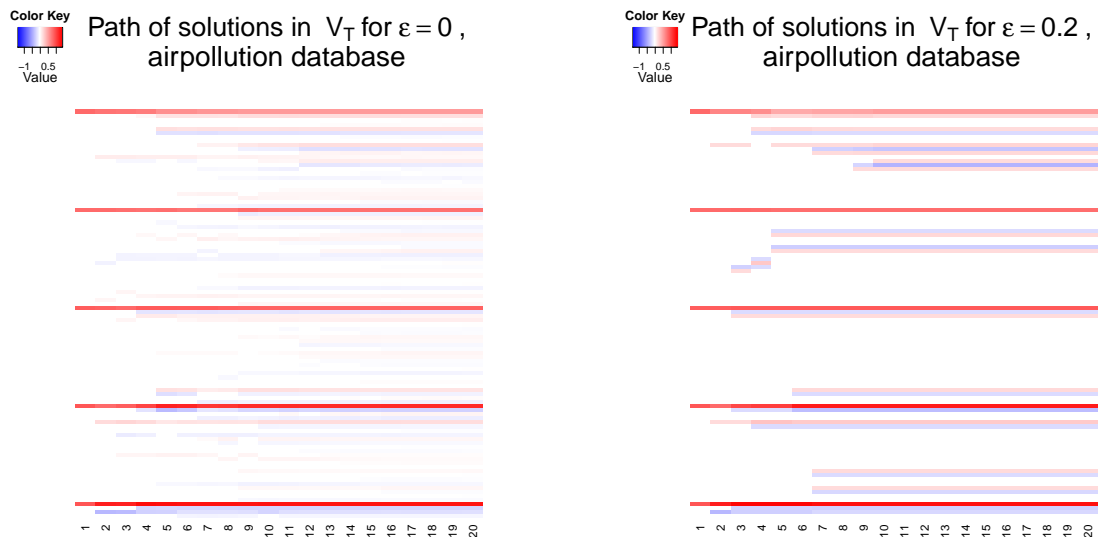 Color Key
−1 0.5
Value
Path of solutions in V_T for ε = 0 ,
airpollution database
1 2 3 4 5 6 7 8 9 10 11 12 13 14 15 16 17 18 19 20
Color Key
−1 0.5
Value
Path of solutions in V_T for ε = 0.2 ,
airpollution database
1 2 3 4 5 6 7 8 9 10 11 12 13 14 15 16 17 18 19 20